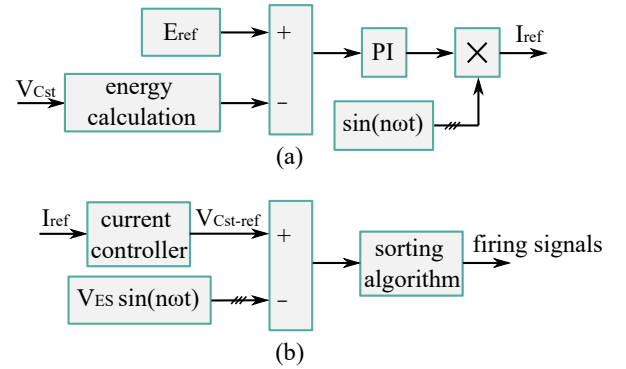 Eref
+
PI
×
Iref
VCst
energy
calculation
−
sin(nωt)
(a)
Iref
current
controller
VCst-ref
+
sorting
algorithm
firing signals
VES sin(nωt)
−
(b)